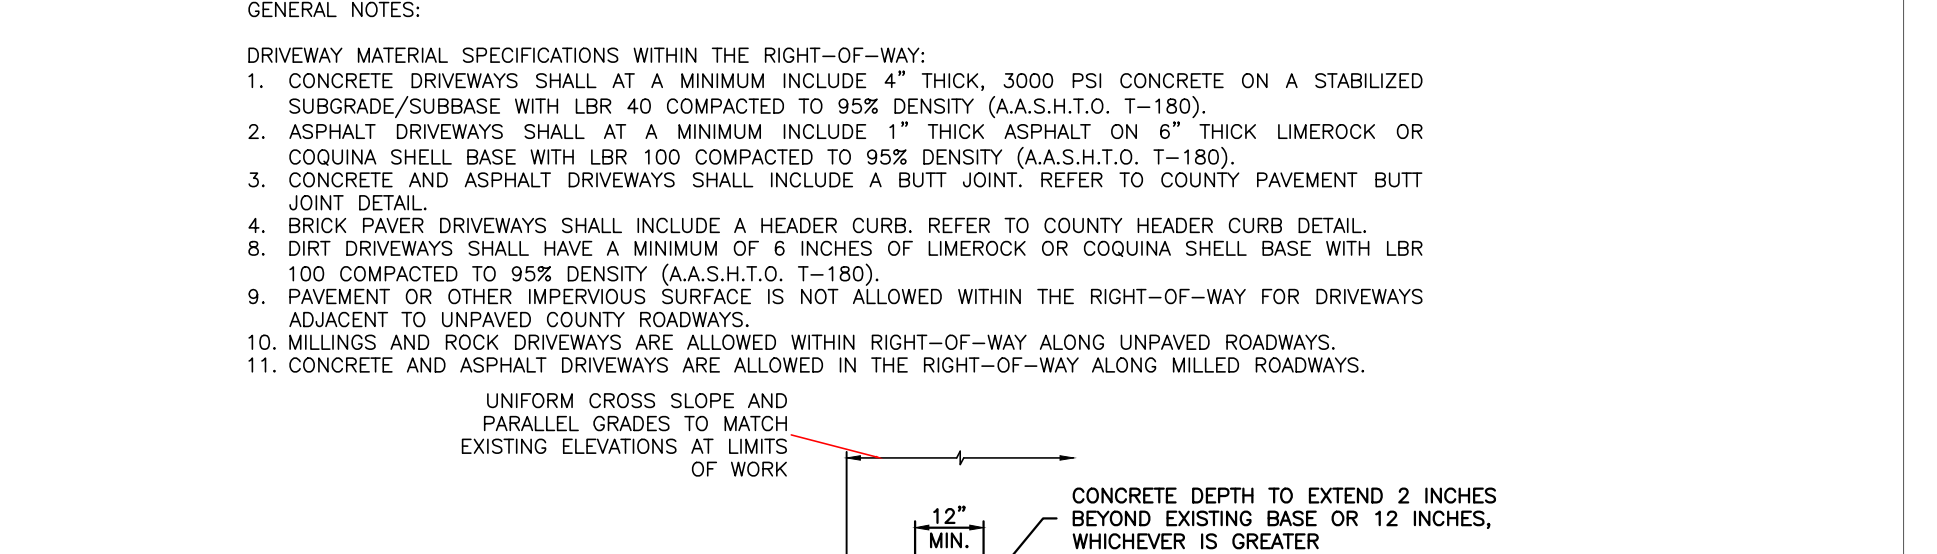 GENERAL NOTES:
DRIVEWAY MATERIAL SPECIFICATIONS WITHIN THE RIGHT-OF-WAY:
1. CONCRETE DRIVEWAYS SHALL AT A MINIMUM INCLUDE 4" THICK, 3000 PSI CONCRETE ON A STABILIZED
SUBGRADE/SUBBASE WITH LBR 40 COMPACTED TO 95% DENSITY (A.A.S.H.T.O. T-180).
2. ASPHALT DRIVEWAYS SHALL AT A MINIMUM INCLUDE 1" THICK ASPHALT ON 6" THICK LIMEROCK OR
COQUINA SHELL BASE WITH LBR 100 COMPACTED TO 95% DENSITY (A.A.S.H.T.O. T-180).
3. CONCRETE AND ASPHALT DRIVEWAYS SHALL INCLUDE A BUTT JOINT. REFER TO COUNTY PAVEMENT BUTT
JOINT DETAIL.
4. BRICK PAVER DRIVEWAYS SHALL INCLUDE A HEADER CURB. REFER TO COUNTY HEADER CURB DETAIL.
8. DIRT DRIVEWAYS SHALL HAVE A MINIMUM OF 6 INCHES OF LIMEROCK OR COQUINA SHELL BASE WITH LBR
100 COMPACTED TO 95% DENSITY (A.A.S.H.T.O. T-180).
9. PAVEMENT OR OTHER IMPERVIOUS SURFACE IS NOT ALLOWED WITHIN THE RIGHT-OF-WAY FOR DRIVEWAYS
ADJACENT TO UNPAVED COUNTY ROADWAYS.
10. MILLINGS AND ROCK DRIVEWAYS ARE ALLOWED WITHIN RIGHT-OF-WAY ALONG UNPAVED ROADWAYS.
11. CONCRETE AND ASPHALT DRIVEWAYS ARE ALLOWED IN THE RIGHT-OF-WAY ALONG MILLED ROADWAYS.
UNIFORM CROSS SLOPE AND
PARALLEL GRADES TO MATCH
EXISTING ELEVATIONS AT LIMITS
OF WORK
12"
MIN.
CONCRETE DEPTH TO EXTEND 2 INCHES
BEYOND EXISTING BASE OR 12 INCHES,
WHICHEVER IS GREATER